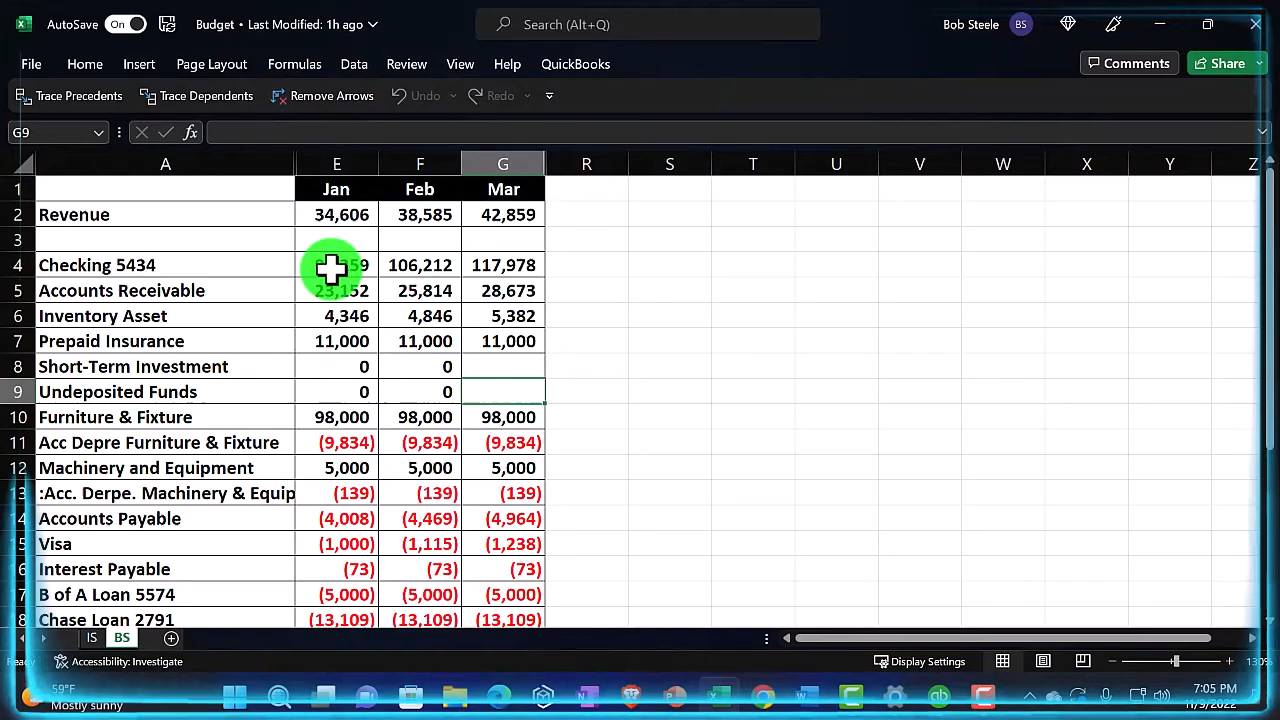 AutoSave On Budget • Last Modified: 1h ago Search (Alt+Q) Bob Steele BS
File Home Insert Page Layout Formulas Data Review View Help QuickBooks Comments Share
Trace Precedents Trace Dependents Remove Arrows Undo Redo
G9 fx
A E F G R S T U V W X Y Z
1 Jan Feb Mar
2 Revenue 34,606 38,585 42,859
3
4 Checking 5434 106,212 117,978
5 Accounts Receivable 23,152 25,814 28,673
6 Inventory Asset 4,346 4,846 5,382
7 Prepaid Insurance 11,000 11,000 11,000
8 Short-Term Investment 0 0
9 Undeposited Funds 0 0
10 Furniture & Fixture 98,000 98,000 98,000
11 Acc Depre Furniture & Fixture (9,834) (9,834) (9,834)
12 Machinery and Equipment 5,000 5,000 5,000
13 :Acc. Derpe. Machinery & Equip (139) (139) (139)
14 Accounts Payable (4,008) (4,469) (4,964)
15 Visa (1,000) (1,115) (1,238)
16 Interest Payable (73) (73) (73)
17 B of A Loan 5574 (5,000) (5,000) (5,000)
18 Chase Loan 2791 (13,109) (13,109) (13,109)
IS BS
Ready Accessibility: Investigate Display Settings 130%
59°F
Mostly sunny
7:05 PM
11/9/2022